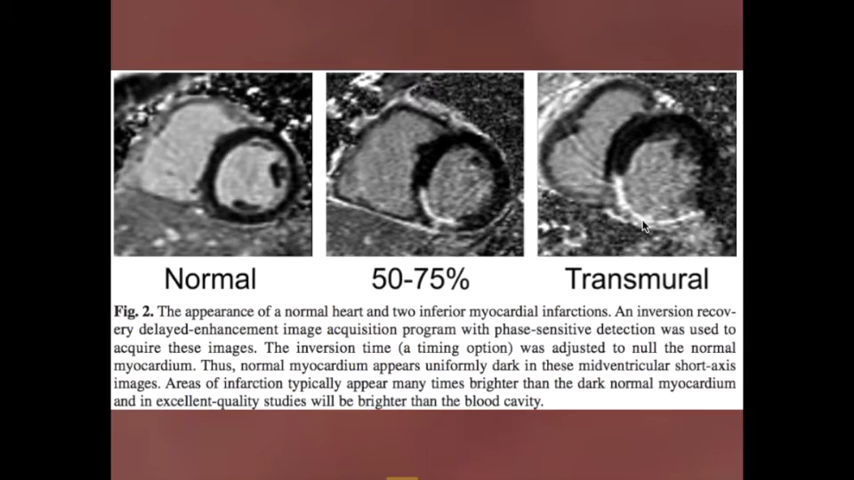 Normal 50-75% Transmural
Fig. 2. The appearance of a normal heart and two inferior myocardial infarctions. An inversion recov-
ery delayed-enhancement image acquisition program with phase-sensitive detection was used to
acquire these images. The inversion time (a timing option) was adjusted to null the normal
myocardium. Thus, normal myocardium appears uniformly dark in these midventricular short-axis
images. Areas of infarction typically appear many times brighter than the dark normal myocardium
and in excellent-quality studies will be brighter than the blood cavity.